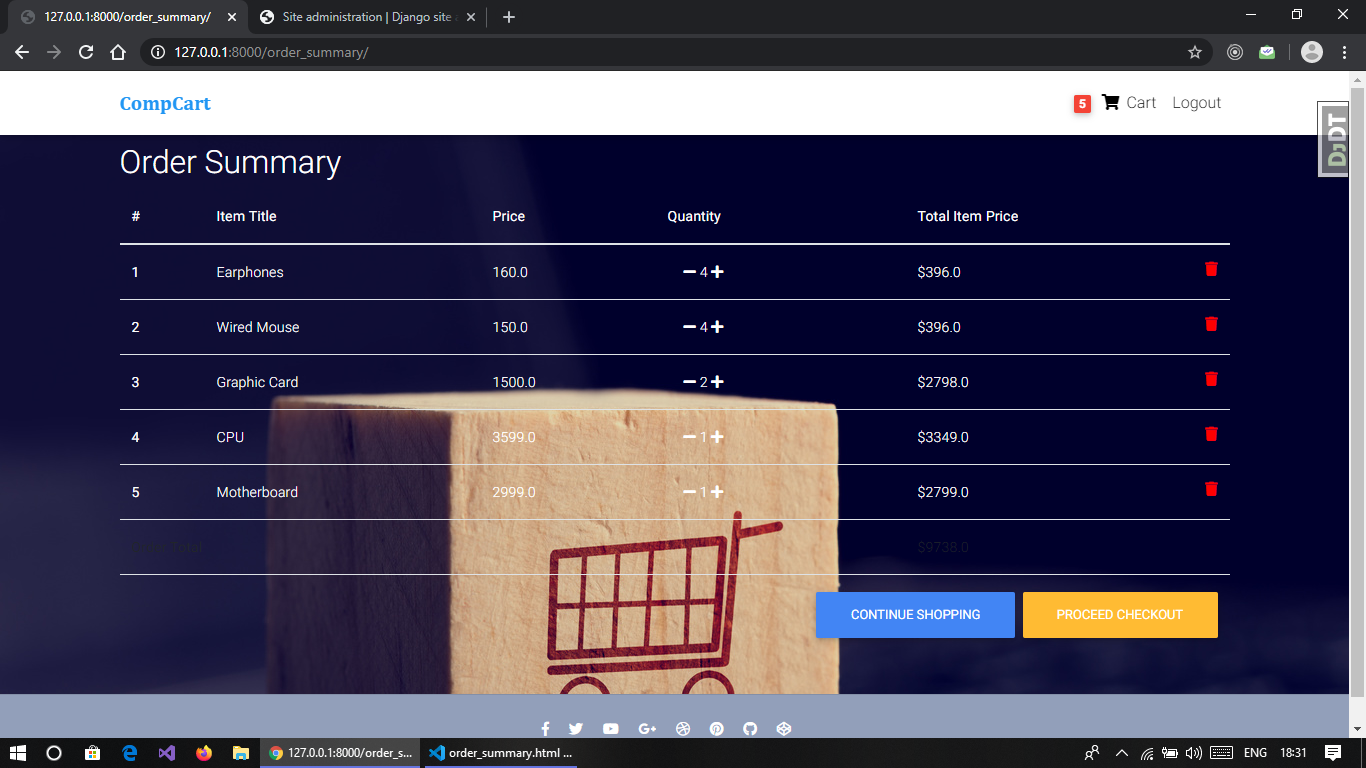 127.0.0.1:8000/order_summary/
Site administration | Django site
127.0.0.1:8000/order_summary/
CompCart
5 Cart Logout
DjDT
Order Summary
# Item Title Price Quantity Total Item Price
1 Earphones 160.0 4 $396.0
2 Wired Mouse 150.0 4 $396.0
3 Graphic Card 1500.0 2 $2798.0
4 CPU 3599.0 1 $3349.0
5 Motherboard 2999.0 1 $2799.0
Total $9738.0
CONTINUE SHOPPING PROCEED CHECKOUT
127.0.0.1:8000/order_s...
order_summary.html ...
ENG 18:31